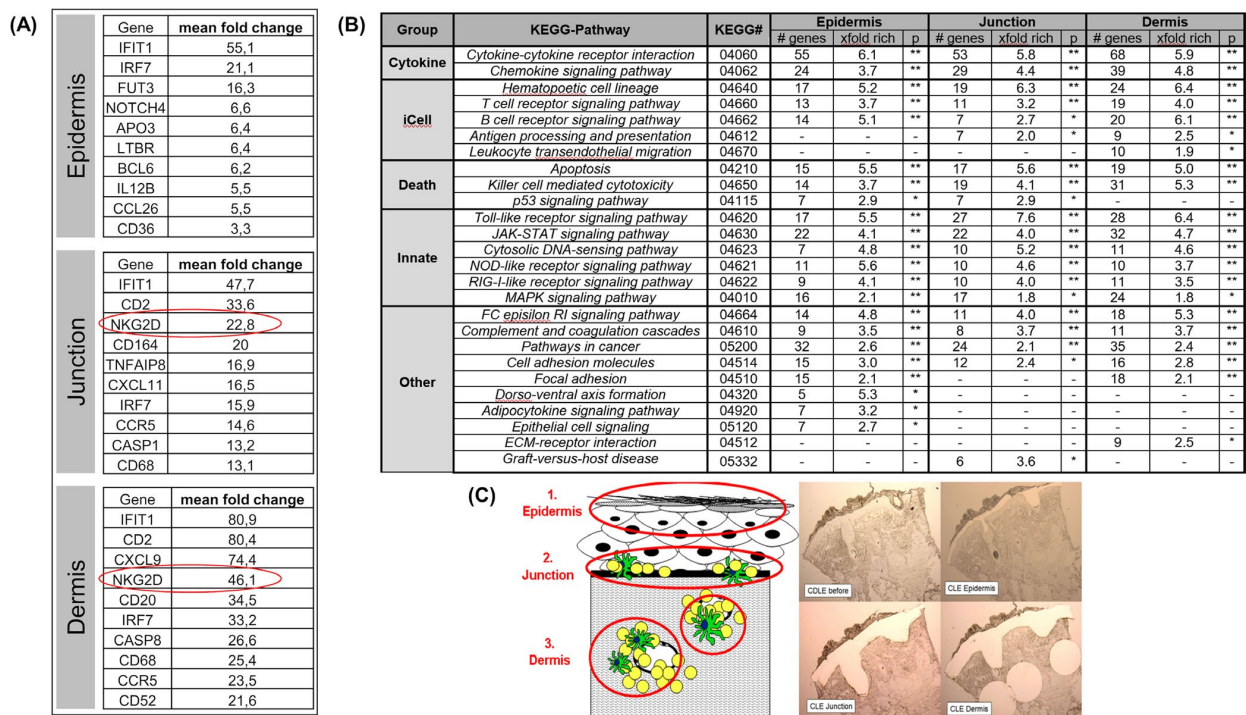 (A)
Epidermis
Gene mean fold change
IFIT1 55,1
IRF7 21,1
FUT3 16,3
NOTCH4 6,6
APO3 6,4
LTBR 6,4
BCL6 6,2
IL12B 5,5
CCL26 5,5
CD36 3,3
Junction
Gene mean fold change
IFIT1 47,7
CD2 33,6
NKG2D 22,8
CD164 20
TNFAIP8 16,9
CXCL11 16,5
IRF7 15,9
CCR5 14,6
CASP1 13,2
CD68 13,1
Dermis
Gene mean fold change
IFIT1 80,9
CD2 80,4
CXCL9 74,4
NKG2D 46,1
CD20 34,5
IRF7 33,2
CASP8 26,6
CD68 25,4
CCR5 23,5
CD52 21,6
(B)
Group KEGG-Pathway KEGG# Epidermis Junction Dermis
# genes xfold rich p # genes xfold rich p # genes xfold rich p
Cytokine
Cytokine-cytokine receptor interaction 04060 55 6.1 ** 53 5.8 ** 68 5.9 **
Chemokine signaling pathway 04062 24 3.7 ** 29 4.4 ** 39 4.8 **
iCell
Hematopoetic cell lineage 04640 17 5.2 ** 19 6.3 ** 24 6.4 **
T cell receptor signaling pathway 04660 13 3.7 ** 11 3.2 ** 19 4.0 **
B cell receptor signaling pathway 04662 14 5.1 ** 7 2.7 * 20 6.1 **
Antigen processing and presentation 04612 - - - 7 2.0 * 9 2.5 *
Leukocyte transendothelial migration 04670 - - - - - - 10 1.9 *
Death
Apoptosis 04210 15 5.5 ** 17 5.6 ** 19 5.0 **
Killer cell mediated cytotoxicity 04650 14 3.7 ** 19 4.1 ** 31 5.3 **
p53 signaling pathway 04115 7 2.9 * 7 2.9 * - - -
Innate
Toll-like receptor signaling pathway 04620 17 5.5 ** 27 7.6 ** 28 6.4 **
JAK-STAT signaling pathway 04630 22 4.1 ** 22 4.0 ** 32 4.7 **
Cytosolic DNA-sensing pathway 04623 7 4.8 ** 10 5.2 ** 11 4.6 **
NOD-like receptor signaling pathway 04621 11 5.6 ** 10 4.6 ** 10 3.7 **
RIG-I-like receptor signaling pathway 04622 9 4.1 ** 10 4.0 ** 11 3.5 **
MAPK signaling pathway 04010 16 2.1 ** 17 1.8 * 24 1.8 *
Other
FC epsilon RI signaling pathway 04664 14 4.8 ** 11 4.0 ** 18 5.3 **
Complement and coagulation cascades 04610 9 3.5 ** 8 3.7 ** 11 3.7 **
Pathways in cancer 05200 32 2.6 ** 24 2.1 ** 35 2.4 **
Cell adhesion molecules 04514 15 3.0 ** 12 2.4 * 16 2.8 **
Focal adhesion 04510 15 2.1 ** - - - 18 2.1 **
Dorso-ventral axis formation 04320 5 5.3 * - - - - - -
Adipocytokine signaling pathway 04920 7 3.2 * - - - - - -
Epithelial cell signaling 05120 7 2.7 * - - - - - -
ECM-receptor interaction 04512 - - - - - - 9 2.5 *
Graft-versus-host disease 05332 - - - 6 3.6 * - - -
(C)
1.
Epidermis
2.
Junction
3.
Dermis
CDLE before
CLE Epidermis
CLE Junction
CLE Dermis